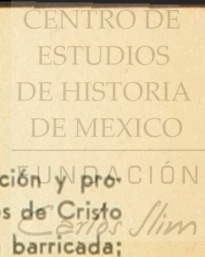 CENTRO DE
ESTUDIOS
DE HISTORIA
DE MEXICO
FUNDACIÓN
ción y pro-
Carlos Slim
s de Cristo
barricada;